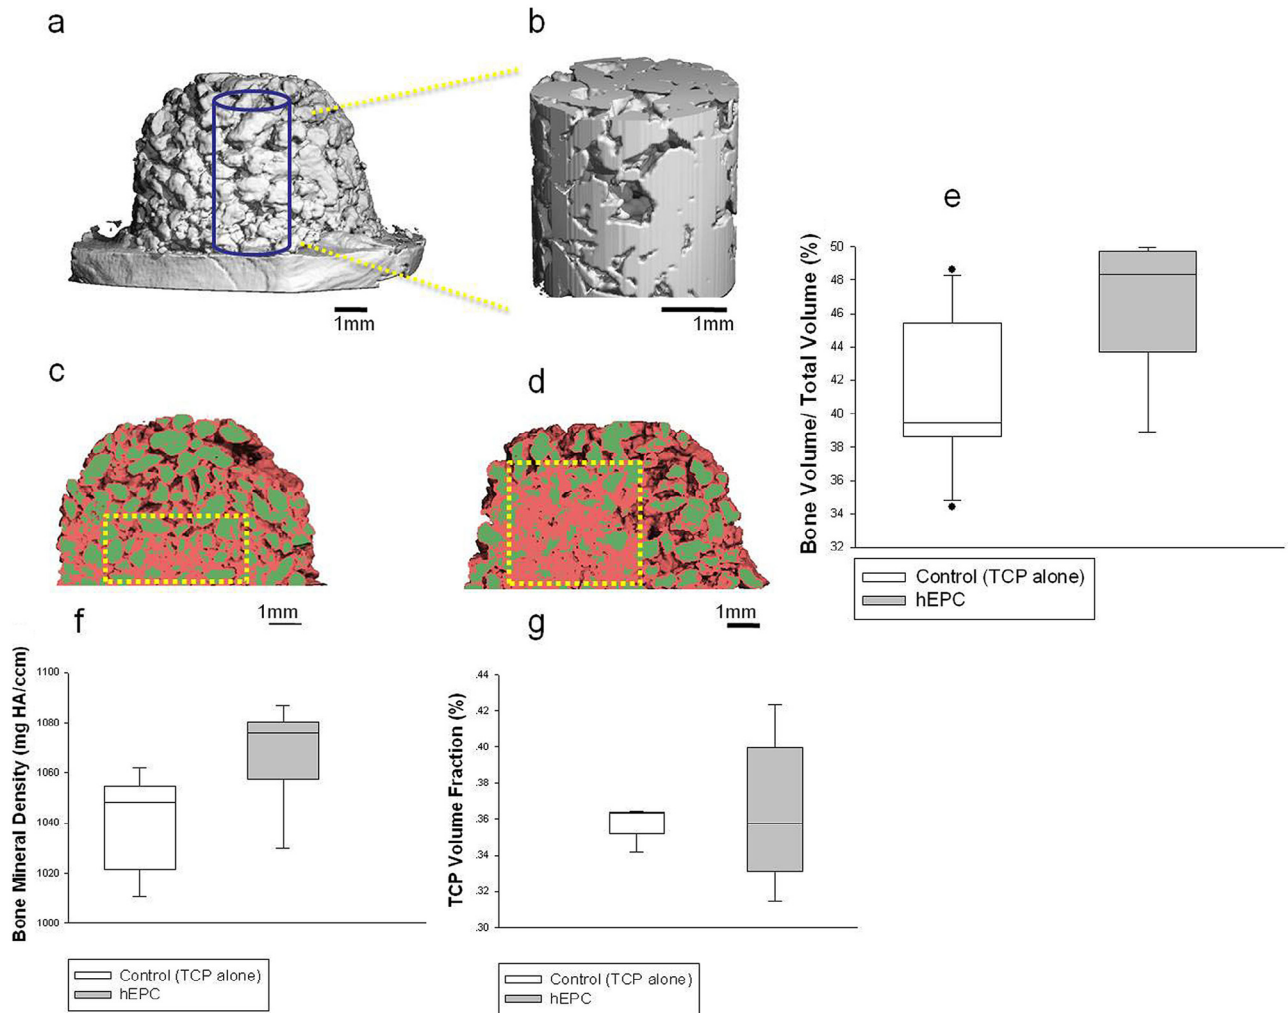 a
b
1mm
1mm
c
d
1mm
1mm
e
Bone Volume/ Total Volume (%)
50
48
46
44
42
40
38
36
34
32
Control (TCP alone)
hEPC
f
Bone Mineral Density (mg HA/ccm)
1100
1080
1060
1040
1020
1000
Control (TCP alone)
hEPC
g
TCP Volume Fraction (%)
.44
.42
.40
.38
.36
.34
.32
.30
Control (TCP alone)
hEPC